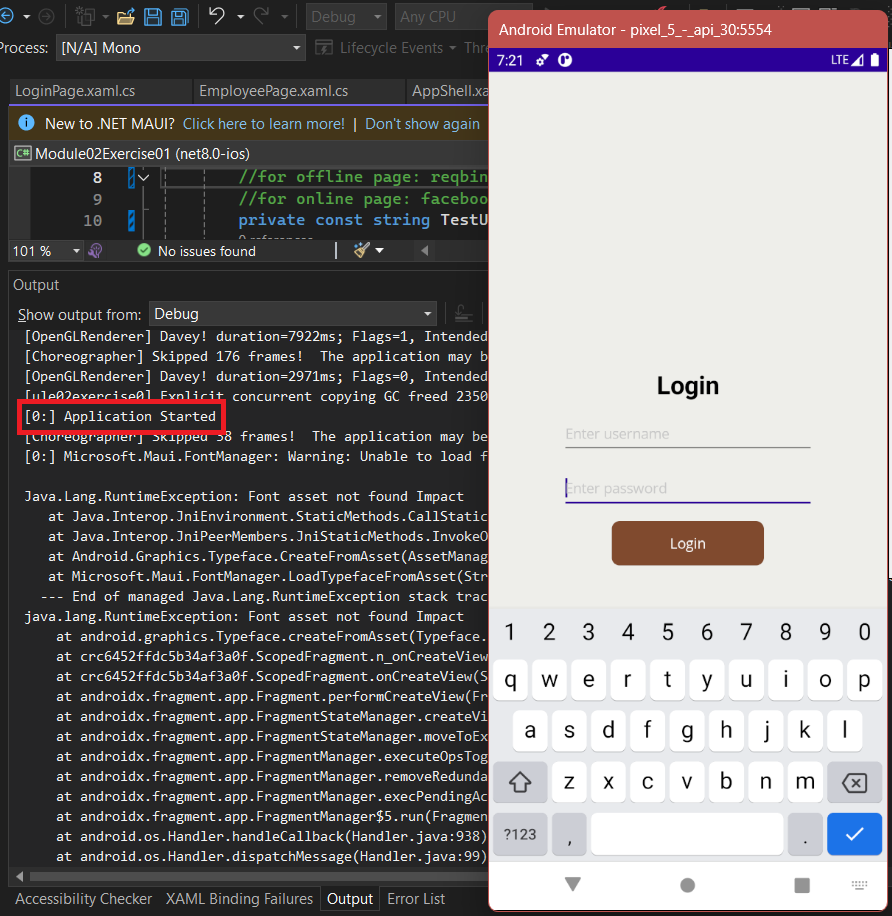 Debug
Any CPU
Process:
[N/A] Mono
Lifecycle Events
LoginPage.xaml.cs
EmployeePage.xaml.cs
New to .NET MAUI? Click here to learn more! | Don't show again
C# Module02Exercise01 (net8.0-ios)
8 //for offline page: reqbin
9 //for online page: faceboo
10 private const string TestU
101 %
No issues found
Output
Show output from: Debug
[OpenGLRenderer] Davey! duration=7922ms; Flags=1, Intended
[Choreographer] Skipped 176 frames! The application may b
[OpenGLRenderer] Davey! duration=2971ms; Flags=0, Intended
[ule02exercise0] Explicit concurrent copying GC freed 2350
[0:] Application Started
[Choreographer] Skipped 58 frames! The application may be
[0:] Microsoft.Maui.FontManager: Warning: Unable to load f
Java.Lang.RuntimeException: Font asset not found Impact
at Java.Interop.JniEnvironment.StaticMethods.CallStatic
at Java.Interop.JniPeerMembers.JniStaticMethods.InvokeO
at Android.Graphics.Typeface.CreateFromAsset(AssetManag
at Microsoft.Maui.FontManager.LoadTypefaceFromAsset(Str
--- End of managed Java.Lang.RuntimeException stack trac
java.lang.RuntimeException: Font asset not found Impact
at android.graphics.Typeface.createFromAsset(Typeface.
at crc6452ffdc5b34af3a0f.ScopedFragment.n_onCreateView
at crc6452ffdc5b34af3a0f.ScopedFragment.onCreateView(S
at androidx.fragment.app.Fragment.performCreateView(Fr
at androidx.fragment.app.FragmentStateManager.createVi
at androidx.fragment.app.FragmentStateManager.moveToEx
at androidx.fragment.app.FragmentManager.executeOpsTog
at androidx.fragment.app.FragmentManager.removeRedunda
at androidx.fragment.app.FragmentManager.execPendingAc
at androidx.fragment.app.FragmentManager$5.run(Fragmen
at android.os.Handler.handleCallback(Handler.java:938)
at android.os.Handler.dispatchMessage(Handler.java:99)
Accessibility Checker XAML Binding Failures Output Error List
Android Emulator - pixel_5_-_api_30:5554
7:21
LTE
Login
Enter username
Enter password
Login
1 2 3 4 5 6 7 8 9 0
q w e r t y u i o p
a s d f g h j k l
z x c v b n m
?123 , .